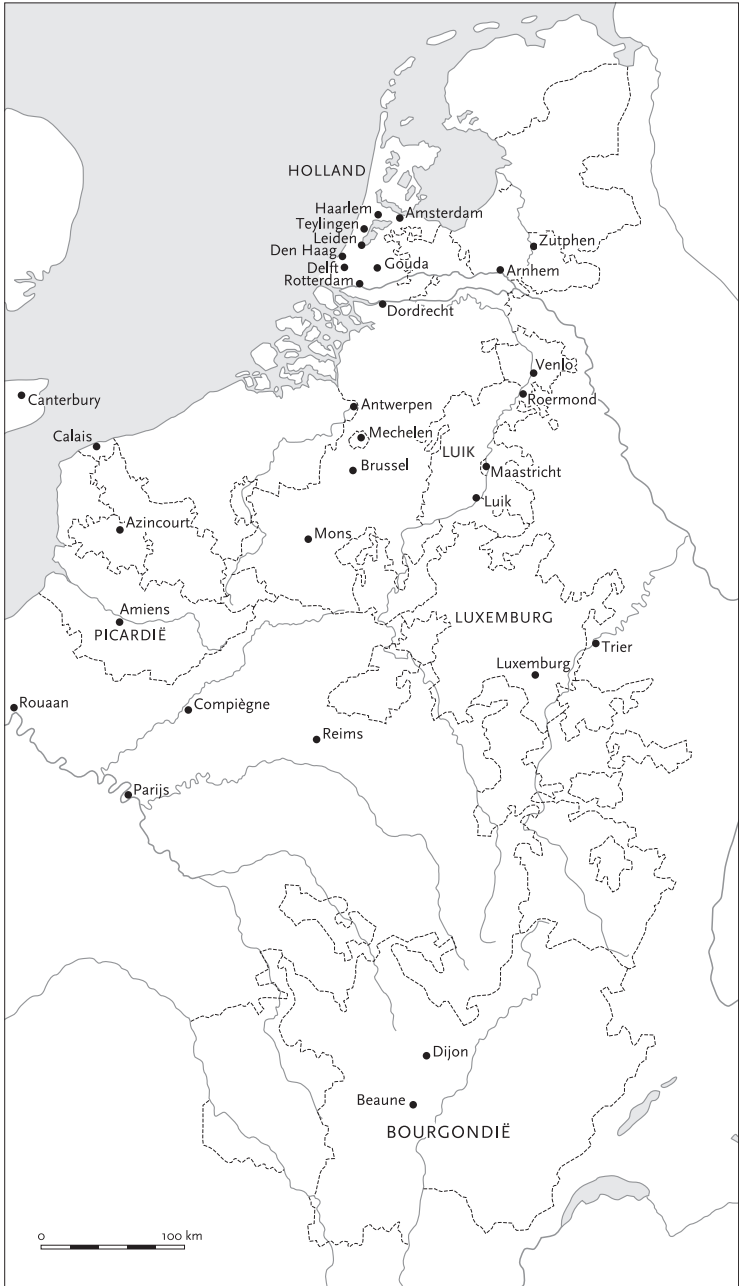 HOLLAND
Haarlem
Amsterdam
Teylingen
Leiden
Den Haag
Zutphen
Delft
Gouda
Arnhem
Rotterdam
Dordrecht
Venlo
Canterbury
Roermond
Antwerpen
Calais
Mechelen
LUIK
Brussel
Maastricht
Luik
Azincourt
Mons
Amiens
LUXEMBURG
PICARDIË
Trier
Luxemburg
Rouaan
Compiègne
Reims
Parijs
Dijon
Beaune
BOURGONDIË
0 100 km